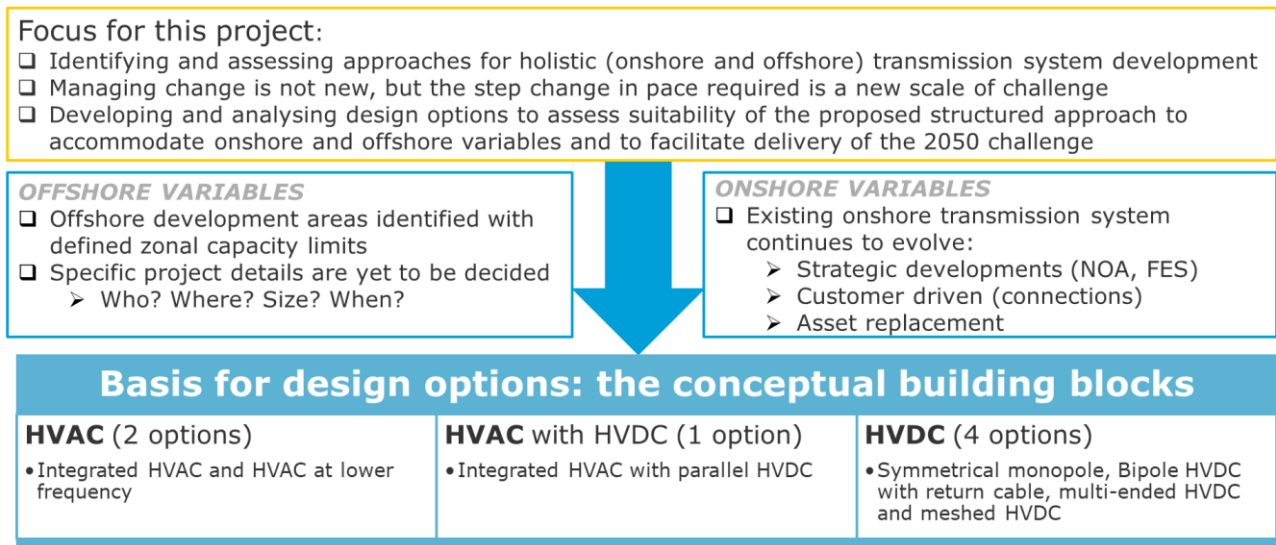 Focus for this project:
❑ Identifying and assessing approaches for holistic (onshore and offshore) transmission system development
❑ Managing change is not new, but the step change in pace required is a new scale of challenge
❑ Developing and analysing design options to assess suitability of the proposed structured approach to
accommodate onshore and offshore variables and to facilitate delivery of the 2050 challenge
OFFSHORE VARIABLES
❑ Offshore development areas identified with
defined zonal capacity limits
❑ Specific project details are yet to be decided
➢ Who? Where? Size? When?
ONSHORE VARIABLES
❑ Existing onshore transmission system
continues to evolve:
➢ Strategic developments (NOA, FES)
➢ Customer driven (connections)
➢ Asset replacement
Basis for design options: the conceptual building blocks
HVAC (2 options)
•Integrated HVAC and HVAC at lower
frequency
HVAC with HVDC (1 option)
•Integrated HVAC with parallel HVDC
HVDC (4 options)
•Symmetrical monopole, Bipole HVDC
with return cable, multi-ended HVDC
and meshed HVDC